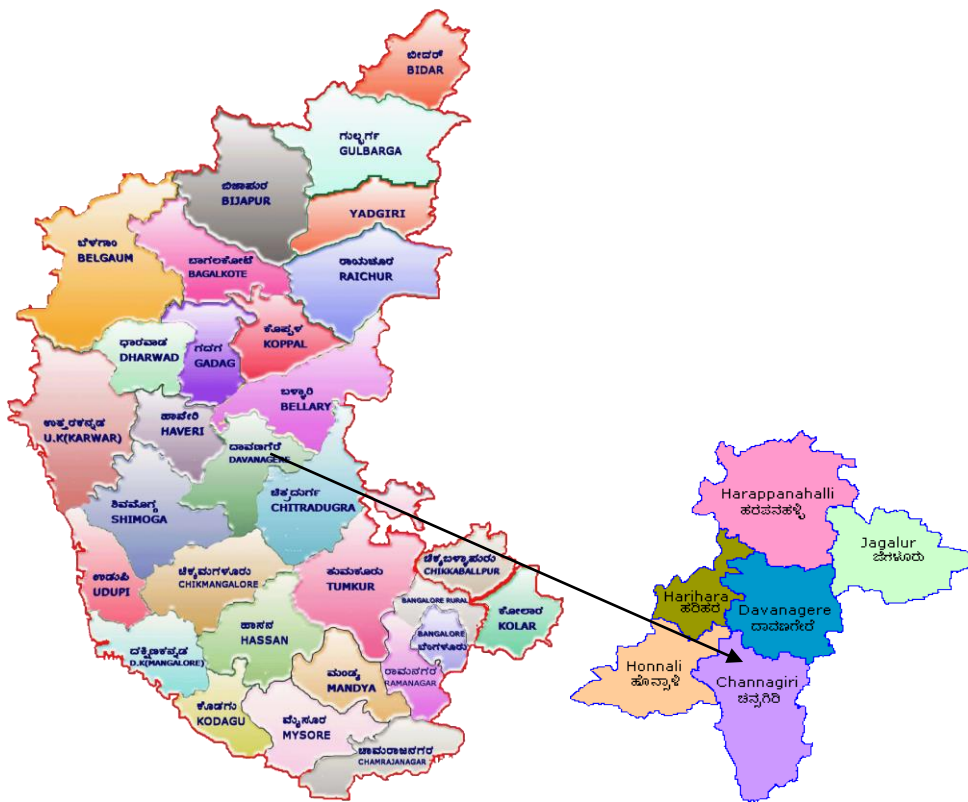 ಬೀದರ್
BIDAR
ಗುಲ್ಬರ್ಗ
GULBARGA
ಬಿಜಾಪುರ
BIJAPUR
YADGIRI
ಬೆಳಗಾಂ
BELGAUM
ಬಾಗಲಕೋಟೆ
BAGALKOTE
ರಾಯಚೂರ
RAICHUR
ಧಾರವಾಡ
DHARWAD
ಗದಗ
GADAG
ಕೊಪ್ಪಳ
KOPPAL
ಬಳ್ಳಾರಿ
BELLARY
ಉತ್ತರಕನ್ನಡ
U.K(KARWAR)
ಹಾವೇರಿ
HAVERI
ದಾವಣಗೆರೆ
DAVANAGERE
ಶಿವಮೊಗ್ಗ
SHIMOGA
ಚಿತ್ರದುರ್ಗ
CHITRADUGRA
ಉಡುಪಿ
UDUPI
ಚಿಕ್ಕಮಗಳೂರು
CHIKMANGALORE
ತುಮಕೂರು
TUMKUR
ಚಿಕ್ಕಬಳ್ಳಾಪುರು
CHIKKABALLPUR
BANGALORE RURAL
ಕೋಲಾರ
KOLAR
ಹಾಸನ
HASSAN
BANGALORE
ಬೆಂಗಳೂರು
ದಕ್ಷಿಣಕನ್ನಡ
D.K(MANGALORE)
ಮಂಡ್ಯ
MANDYA
ರಾಮನಗರ
RAMANAGAR
ಕೊಡಗು
KODAGU
ಮೈಸೂರ
MYSORE
ಚಾಮರಾಜನಗರ
CHAMRAJANAGAR
Harappanahalli
ಹರಪನಹಳ್ಳಿ
Jagalur
ಜೆಗಳೂರು
Harihara
ಹರಿಹರ
Davanagere
ದಾವಣಗೇರೆ
Honnali
ಹೊನ್ನಾಳಿ
Channagiri
ಚನ್ನಗಿರಿ